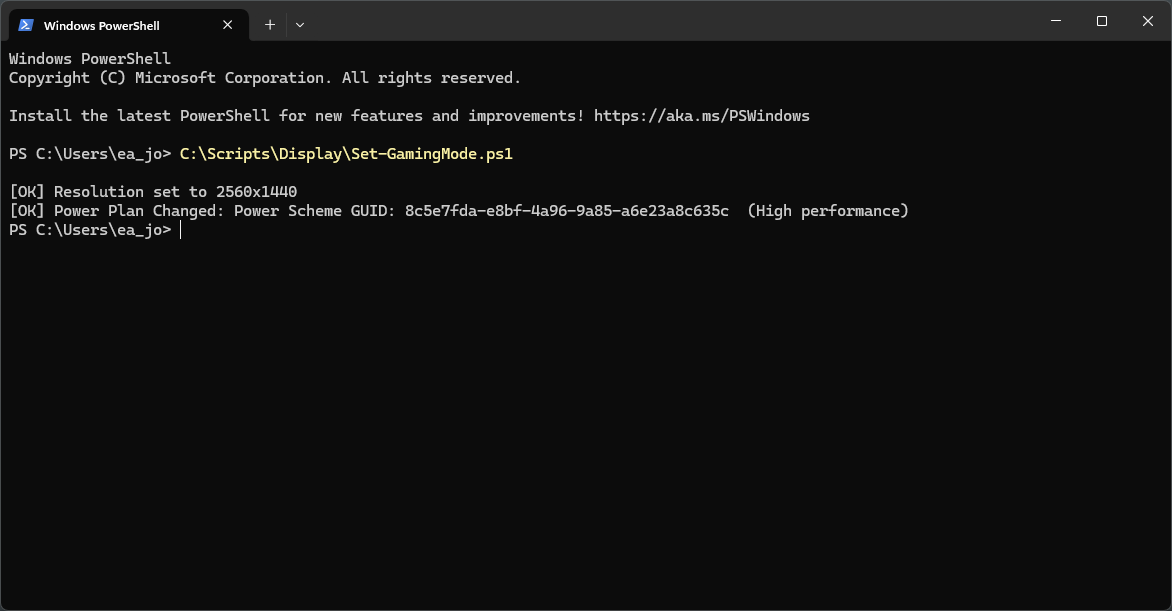 Windows PowerShell
Windows PowerShell
Copyright (C) Microsoft Corporation. All rights reserved.
Install the latest PowerShell for new features and improvements! https://aka.ms/PSWindows
PS C:\Users\ea_jo> C:\Scripts\Display\Set-GamingMode.ps1
[OK] Resolution set to 2560x1440
[OK] Power Plan Changed: Power Scheme GUID: 8c5e7fda-e8bf-4a96-9a85-a6e23a8c635c  (High performance)
PS C:\Users\ea_jo>